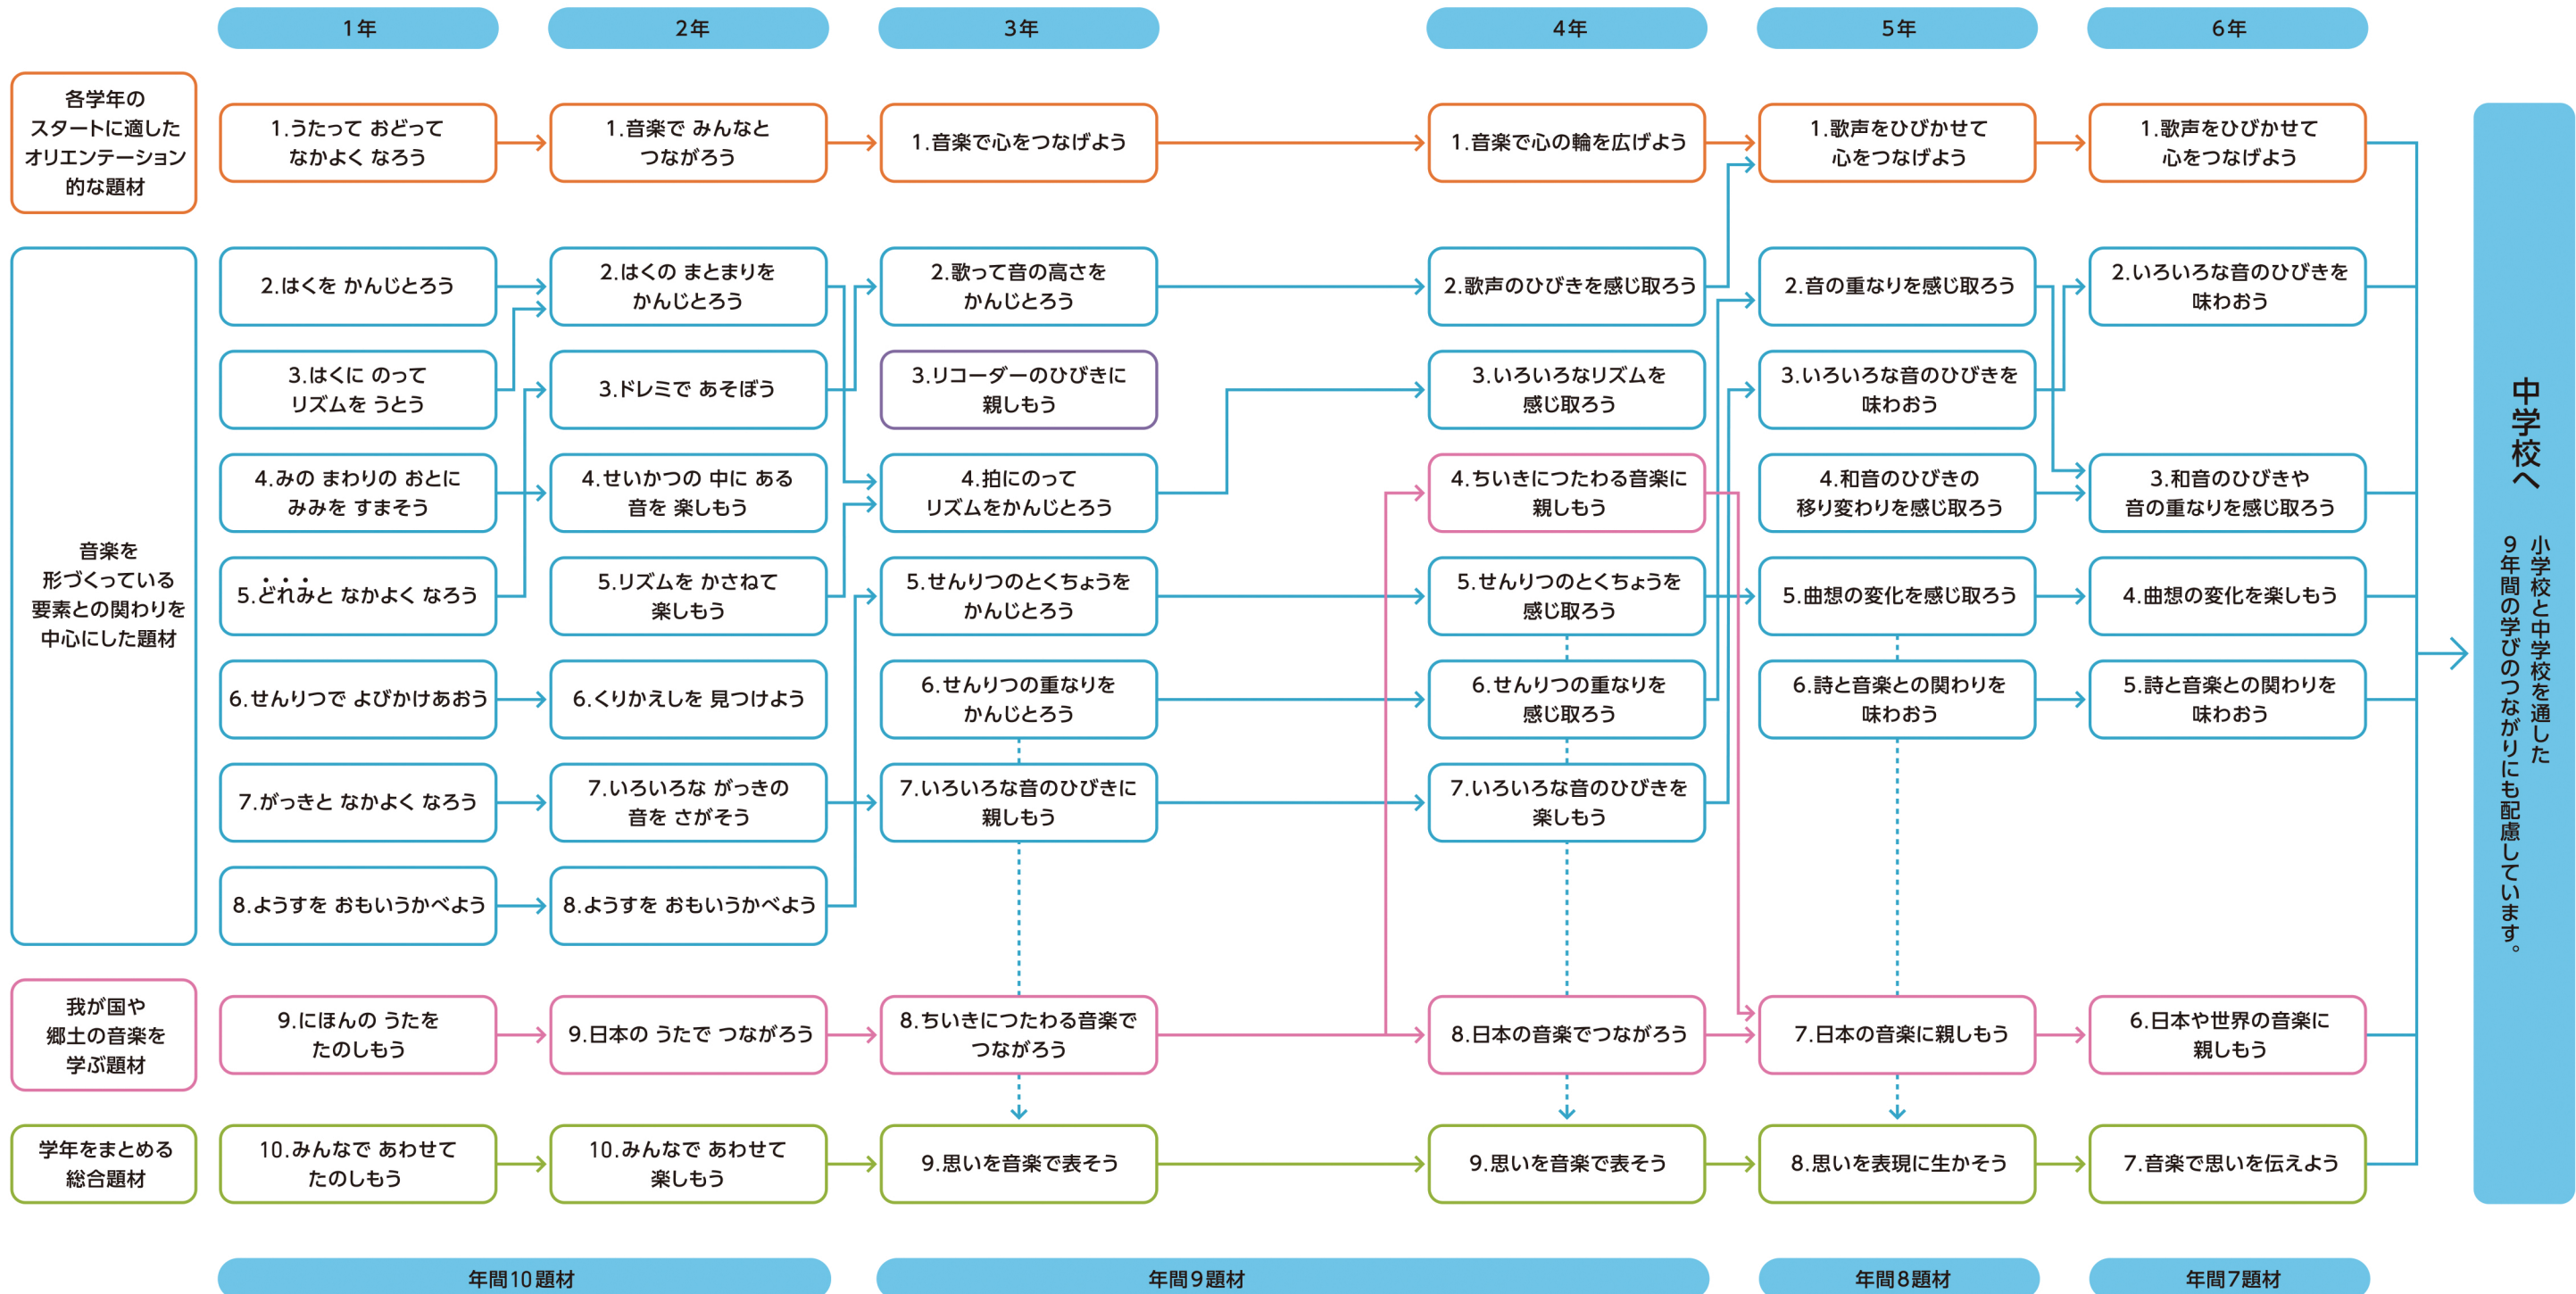 1年
2年
3年
4年
5年
6年
各学年の
スタートに適した
オリエンテーション
的な題材
1.うたって おどって
なかよく なろう
1.音楽で みんなと
つながろう
1.音楽で心をつなげよう
1.音楽で心の輪を広げよう
1.歌声をひびかせて
心をつなげよう
1.歌声をひびかせて
心をつなげよう
音楽を
形づくっている
要素との関わりを
中心にした題材
2.はくを かんじとろう
3.はくに のって
リズムを うとう
4.みの まわりの おとに
みみを すまそう
5.どれみと なかよく なろう
6.せんりつで よびかけあおう
7.がっきと なかよく なろう
8.ようすを おもいうかべよう
2.はくの まとまりを
かんじとろう
3.ドレミで あそぼう
4.せいかつの 中に ある
音を 楽しもう
5.リズムを かさねて
楽しもう
6.くりかえしを 見つけよう
7.いろいろな がっきの
音を さがそう
8.ようすを おもいうかべよう
2.歌って音の高さを
かんじとろう
3.リコーダーのひびきに
親しもう
4.拍にのって
リズムをかんじとろう
5.せんりつのとくちょうを
かんじとろう
6.せんりつの重なりを
かんじとろう
7.いろいろな音のひびきに
親しもう
2.歌声のひびきを感じ取ろう
3.いろいろなリズムを
感じ取ろう
4.ちいきにつたわる音楽に
親しもう
5.せんりつのとくちょうを
感じ取ろう
6.せんりつの重なりを
感じ取ろう
7.いろいろな音のひびきを
楽しもう
2.音の重なりを感じ取ろう
3.いろいろな音のひびきを
味わおう
4.和音のひびきの
移り変わりを感じ取ろう
5.曲想の変化を感じ取ろう
6.詩と音楽との関わりを
味わおう
2.いろいろな音のひびきを
味わおう
3.和音のひびきや
音の重なりを感じ取ろう
4.曲想の変化を楽しもう
5.詩と音楽との関わりを
味わおう
我が国や
郷土の音楽を
学ぶ題材
9.にほんの うたを
たのしもう
9.日本の うたで つながろう
8.ちいきにつたわる音楽で
つながろう
8.日本の音楽でつながろう
7.日本の音楽に親しもう
6.日本や世界の音楽に
親しもう
学年をまとめる
総合題材
10.みんなで あわせて
たのしもう
10.みんなで あわせて
楽しもう
9.思いを音楽で表そう
9.思いを音楽で表そう
8.思いを表現に生かそう
7.音楽で思いを伝えよう
中学校へ
小学校と中学校を通した
9年間の学びのつながりにも配慮しています。
年間10題材
年間9題材
年間8題材
年間7題材